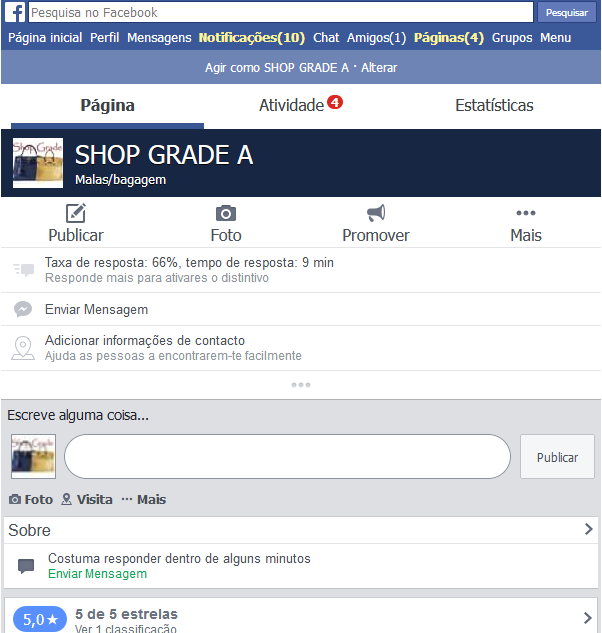 Pesquisa no Facebook Pesquisar
Página inicial Perfil Mensagens Notificações(10) Chat Amigos(1) Páginas(4) Grupos Menu
Agir como SHOP GRADE A · Alterar
Página Atividade 4 Estatísticas
Shop Grade
SHOP GRADE A
Malas/bagagem
Publicar Foto Promover Mais
Taxa de resposta: 66%, tempo de resposta: 9 min
Responde mais para ativares o distintivo
Enviar Mensagem
Adicionar informações de contacto
Ajuda as pessoas a encontrarem-te facilmente
Escreve alguma coisa...
Shop Grade
Publicar
Foto Visita ··· Mais
Sobre
Costuma responder dentro de alguns minutos
Enviar Mensagem
5,0 ★ 5 de 5 estrelas
Ver 1 classificação